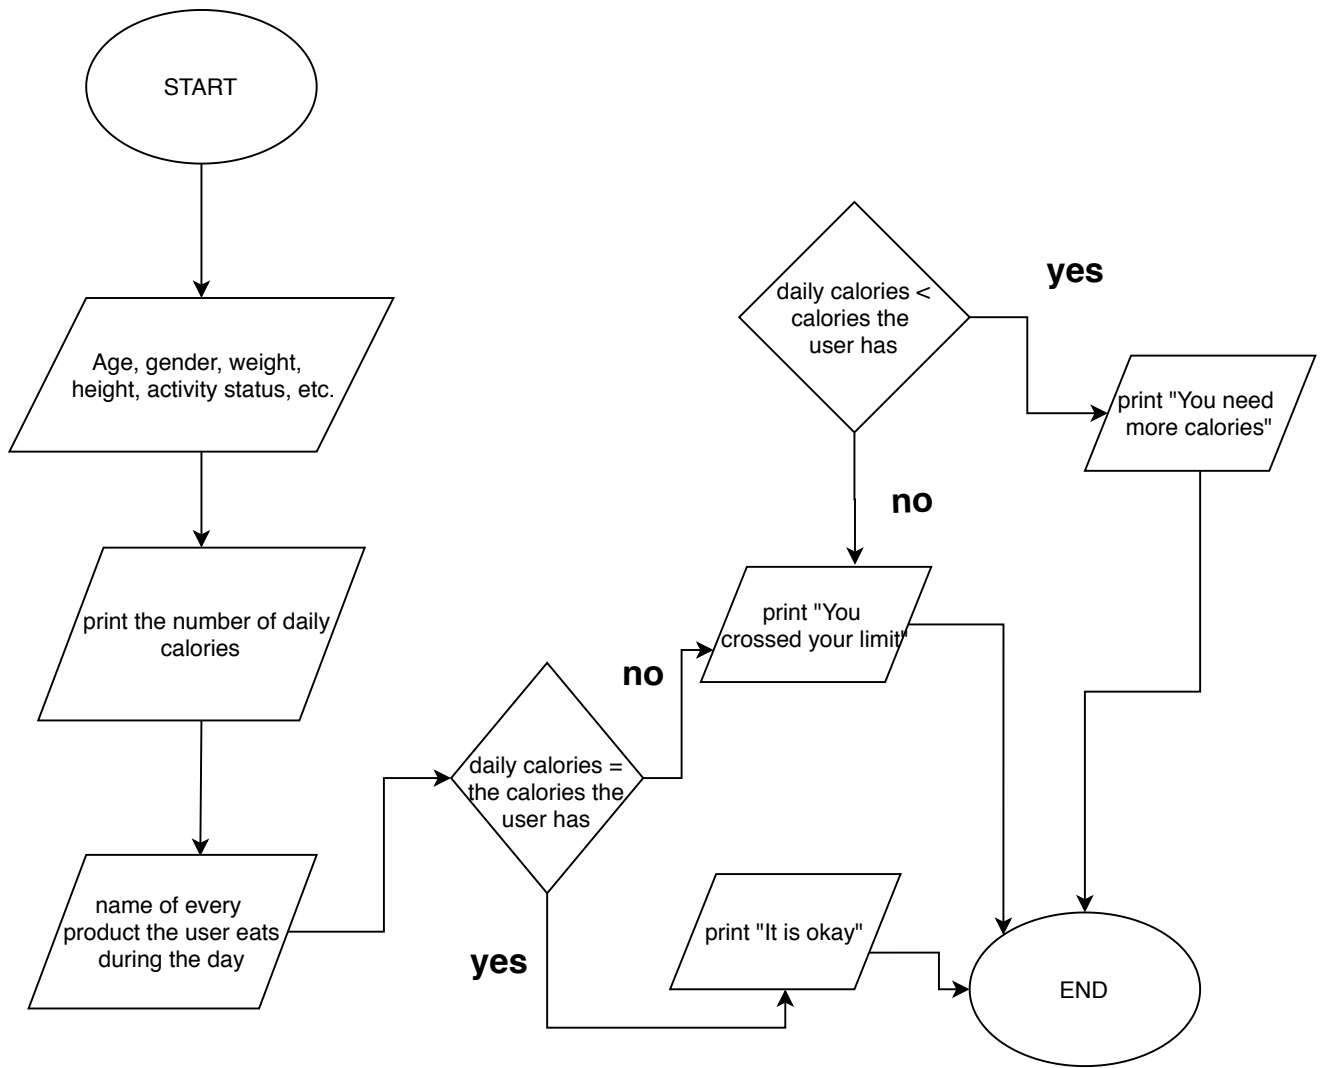 START
Age, gender, weight,
height, activity status, etc.
print the number of daily
calories
name of every
product the user eats
during the day
daily calories =
the calories the
user has
no
yes
daily calories <
calories the
user has
yes
no
print "You need
more calories"
print "You
crossed your limit"
print "It is okay"
END